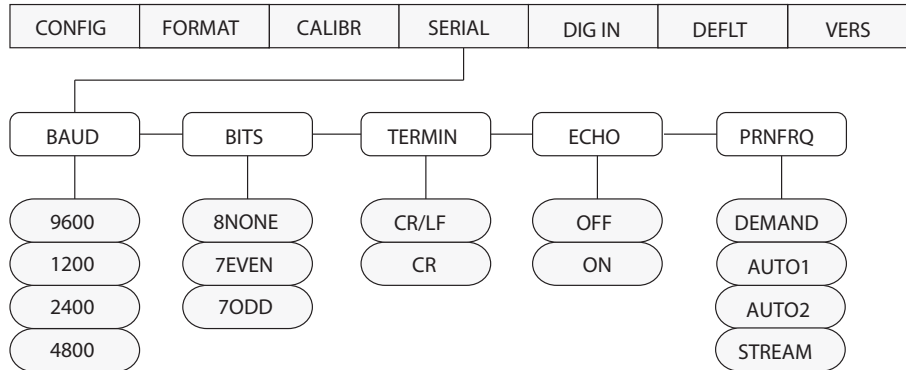 CONFIG FORMAT CALIBR SERIAL DIG IN DEFLT VERS
BAUD BITS TERMIN ECHO PRNFRQ
9600 8NONE CR/LF OFF DEMAND
1200 7EVEN CR ON AUTO1
2400 7ODD AUTO2
4800 STREAM